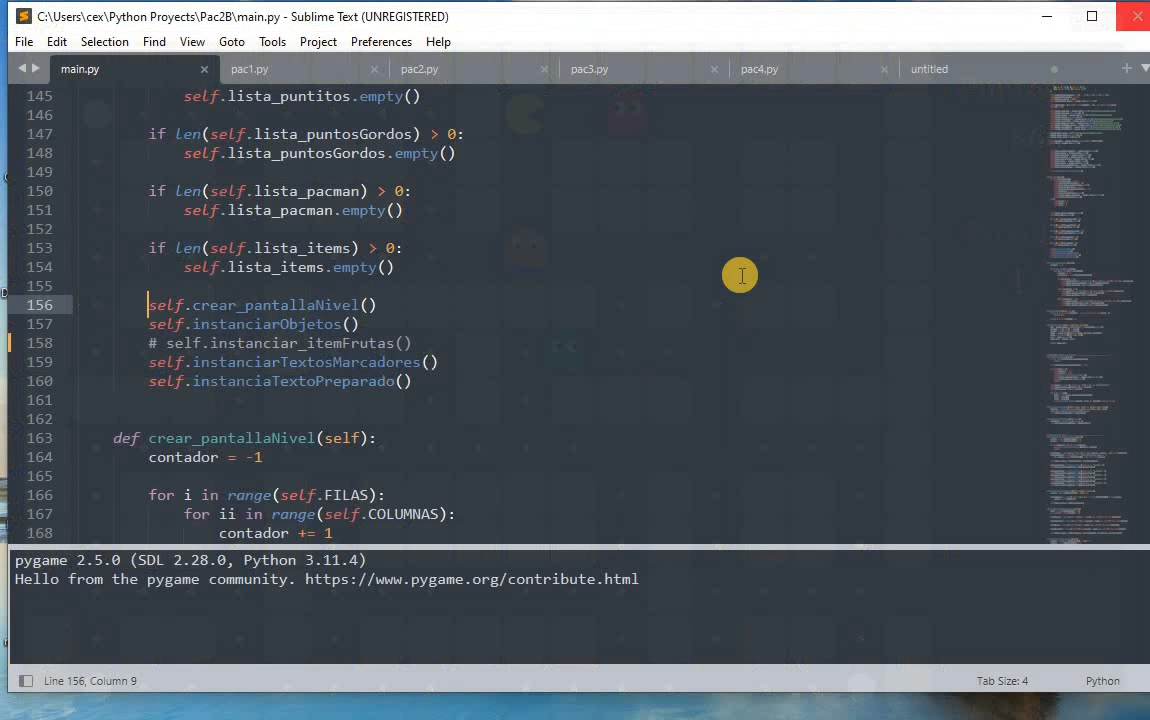 C:\Users\cex\Python Proyects\Pac2B\main.py - Sublime Text (UNREGISTERED)
File Edit Selection Find View Goto Tools Project Preferences Help
main.py pac1.py pac2.py pac3.py pac4.py untitled
145 self.lista_puntitos.empty()
146
147 if len(self.lista_puntosGordos) > 0:
148 self.lista_puntosGordos.empty()
149
150 if len(self.lista_pacman) > 0:
151 self.lista_pacman.empty()
152
153 if len(self.lista_items) > 0:
154 self.lista_items.empty()
155
156 self.crear_pantallaNivel()
157 self.instanciarObjetos()
158 # self.instanciar_itemFrutas()
159 self.instanciarTextosMarcadores()
160 self.instanciaTextoPreparado()
161
162
163 def crear_pantallaNivel(self):
164 contador = -1
165
166 for i in range(self.FILAS):
167 for ii in range(self.COLUMNAS):
168 contador += 1
pygame 2.5.0 (SDL 2.28.0, Python 3.11.4)
Hello from the pygame community. https://www.pygame.org/contribute.html
Line 156, Column 9 Tab Size: 4 Python